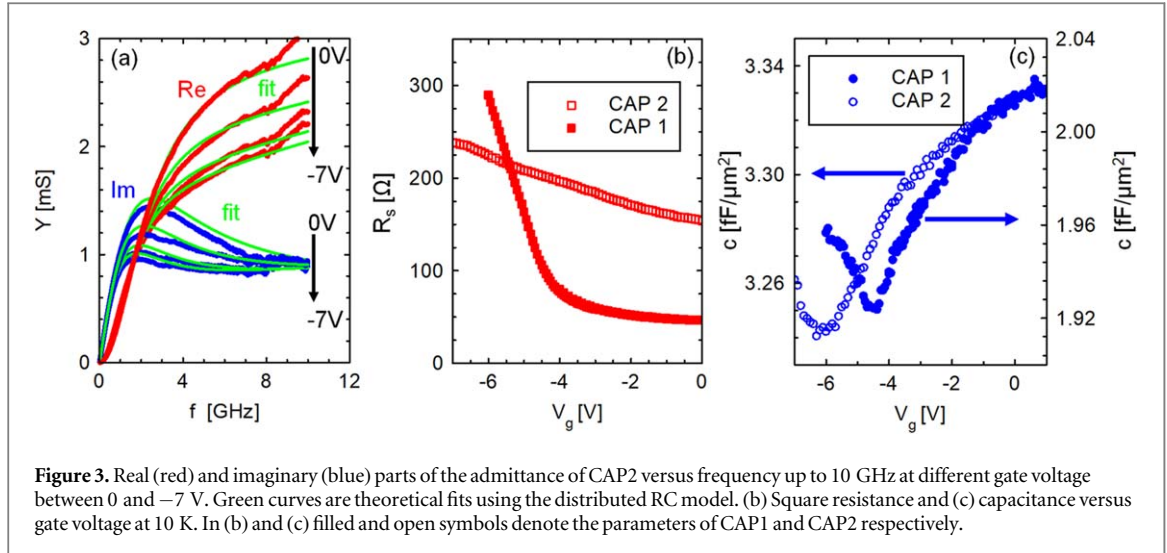 (a)
Y [mS]
3
2
1
0
0 4 8 12
f [GHz]
Re
Im
fit
fit
0V
-7V
0V
-7V
(b)
R_s [Ω]
300
250
200
150
100
50
0
-6 -4 -2 0
V_g [V]
CAP 2
CAP 1
(c)
c [fF/μm²]
3.34
3.30
3.26
-6 -4 -2 0
V_g [V]
CAP 1
CAP 2
2.04
2.00
1.96
1.92
c [fF/μm²]
Figure 3. Real (red) and imaginary (blue) parts of the admittance of CAP2 versus frequency up to 10 GHz at different gate voltage
between 0 and −7 V. Green curves are theoretical fits using the distributed RC model. (b) Square resistance and (c) capacitance versus
gate voltage at 10 K. In (b) and (c) filled and open symbols denote the parameters of CAP1 and CAP2 respectively.